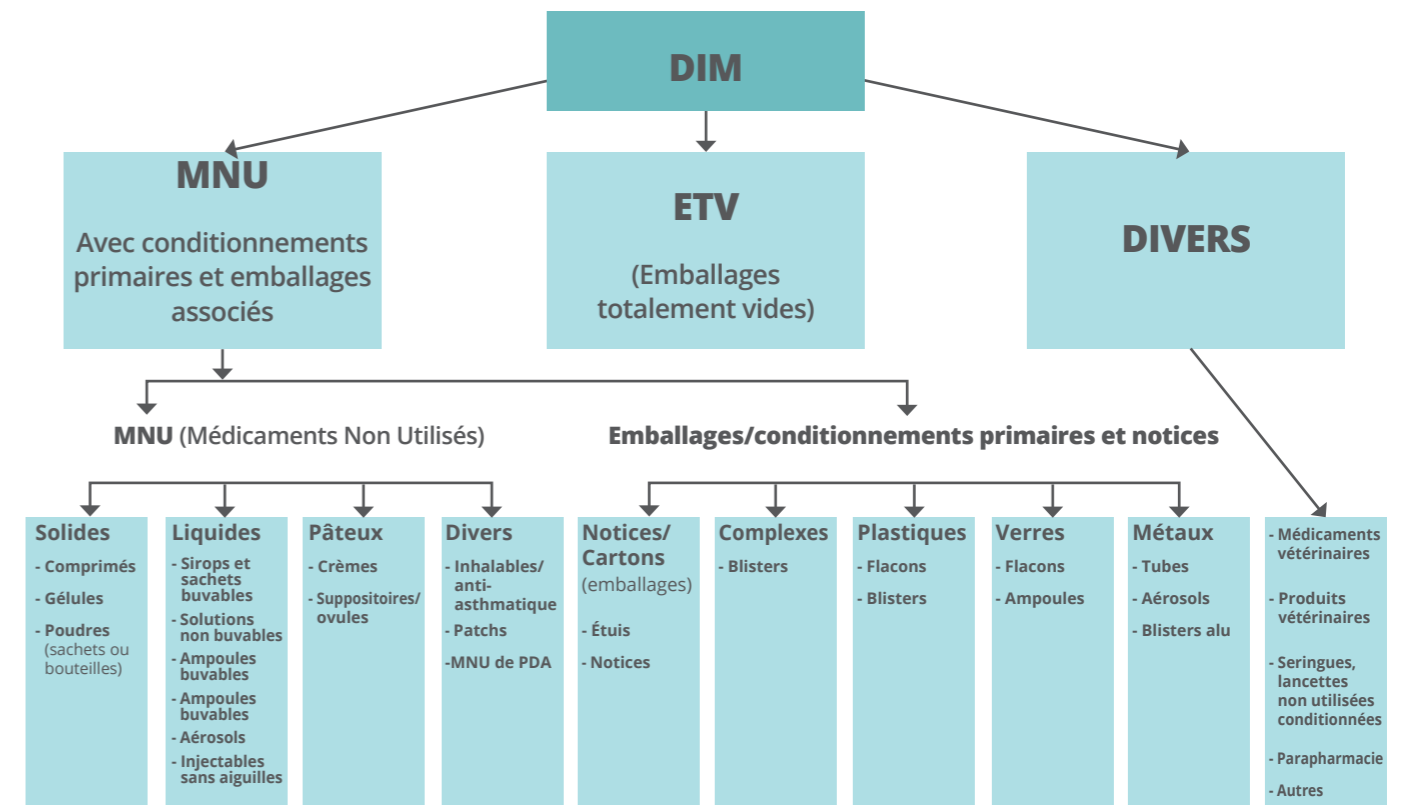 DIM
MNU
Avec conditionnements
primaires et emballages
associés
ETV
(Emballages
totalement vides)
DIVERS
MNU (Médicaments Non Utilisés)
Emballages/conditionnements primaires et notices
Solides
- Comprimés
- Gélules
- Poudres
(sachets ou
bouteilles)
Liquides
- Sirops et
sachets
buvables
- Solutions
non buvables
- Ampoules
buvables
- Ampoules
buvables
- Aérosols
- Injectables
sans aiguilles
Pâteux
- Crèmes
- Suppositoires/
ovules
Divers
- Inhalables/
anti-
asthmatique
- Patchs
-MNU de PDA
Notices/
Cartons
(emballages)
- Étuis
- Notices
Complexes
- Blisters
Plastiques
- Flacons
- Blisters
Verres
- Flacons
- Ampoules
Métaux
- Tubes
- Aérosols
- Blisters alu
- Médicaments
vétérinaires
- Produits
vétérinaires
- Seringues,
lancettes
non utilisées
conditionnées
- Parapharmacie
- Autres